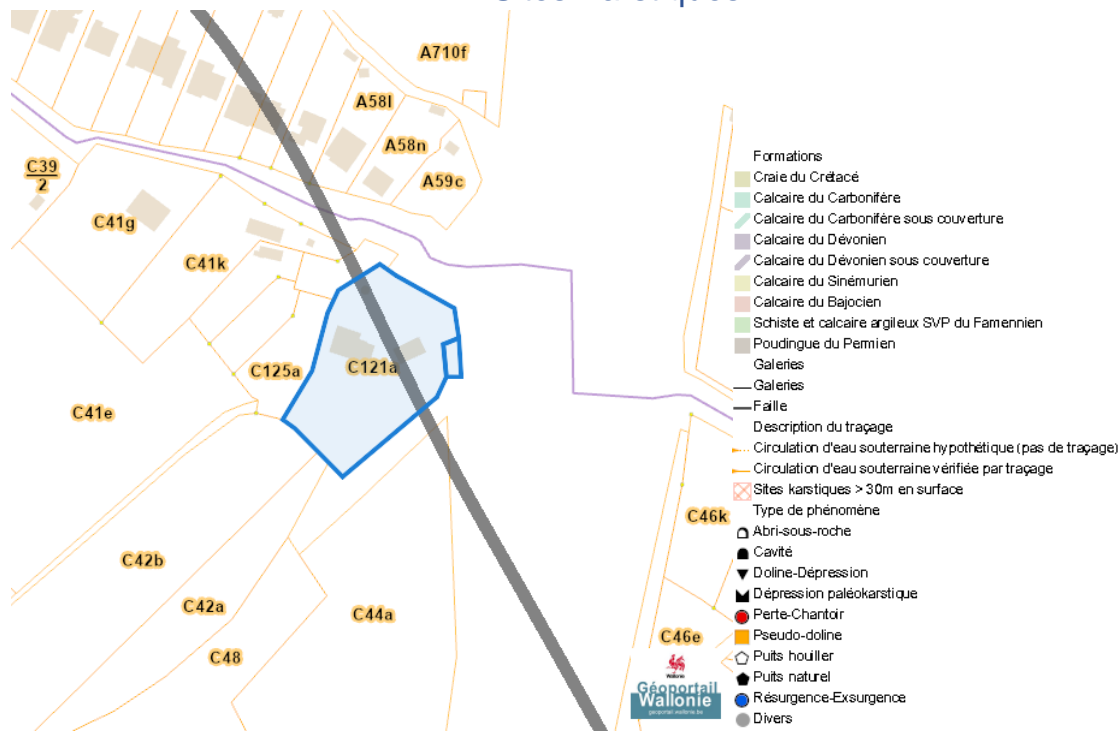 A710f
A58l
A58n
A59c
C39
2
C41g
C41k
C125a
C121a
C41e
C42b
C42a
C48
C44a
C46k
C46e
Formations
Craie du Crétacé
Calcaire du Carbonifère
Calcaire du Carbonifère sous couverture
Calcaire du Dévonien
Calcaire du Dévonien sous couverture
Calcaire du Sinémurien
Calcaire du Bajocien
Schiste et calcaire argileux SVP du Famennien
Poudingue du Permien
Galeries
Galeries
Faille
Description du traçage
Circulation d'eau souterraine hypothétique (pas de traçage)
Circulation d'eau souterraine vérifiée par traçage
Sites karstiques > 30m en surface
Type de phénomène
Abri-sous-roche
Cavité
Doline-Dépression
Dépression paléokarstique
Perte-Chantoir
Pseudo-doline
Puits houiller
Puits naturel
Résurgence-Exsurgence
Divers
Wallonie
Géoportail
Wallonie
geoportail.wallonie.be